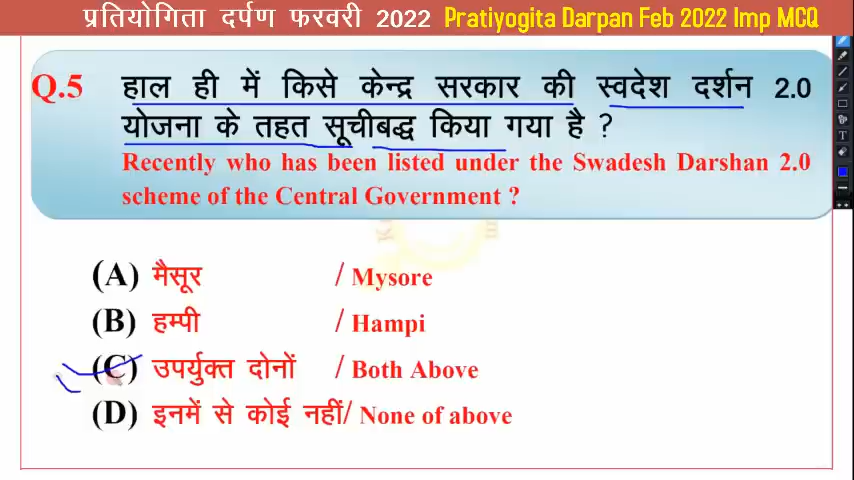 प्रतियोगिता दर्पण फरवरी 2022 Pratiyogita Darpan Feb 2022 Imp MCQ
Q.5 हाल ही में किसे केन्द्र सरकार की स्वदेश दर्शन 2.0
योजना के तहत सूचीबद्ध किया गया है ?
Recently who has been listed under the Swadesh Darshan 2.0
scheme of the Central Government ?
(A) मैसूर / Mysore
(B) हम्पी / Hampi
(C) उपर्युक्त दोनों / Both Above
(D) इनमें से कोई नहीं/ None of above